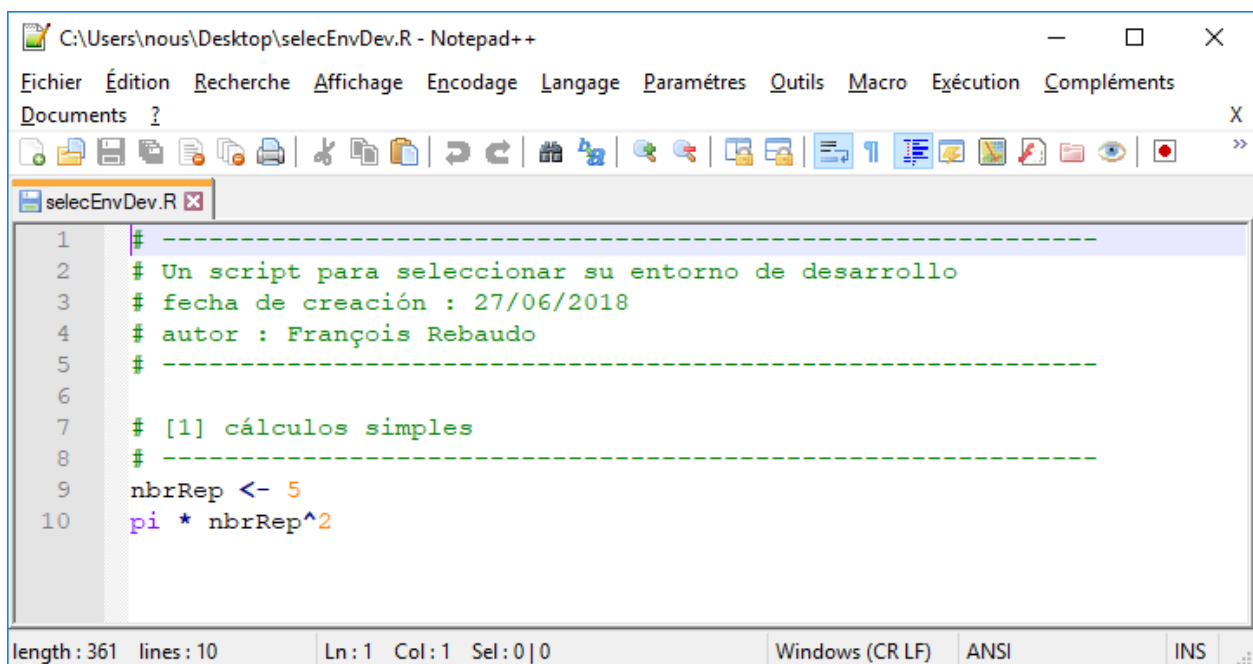 C:\Users\nous\Desktop\selecEnvDev.R - Notepad++
Fichier Édition Recherche Affichage Encodage Langage Paramétres Outils Macro Exécution Compléments
Documents ? X
selecEnvDev.R
1 # ------------------------------------------------------------
2 # Un script para seleccionar su entorno de desarrollo
3 # fecha de creación : 27/06/2018
4 # autor : François Rebaudo
5 # ------------------------------------------------------------
6
7 # [1] cálculos simples
8 # ------------------------------------------------------------
9 nbrRep <- 5
10 pi * nbrRep^2
length : 361 lines : 10 Ln : 1 Col : 1 Sel : 0 | 0 Windows (CR LF) ANSI INS